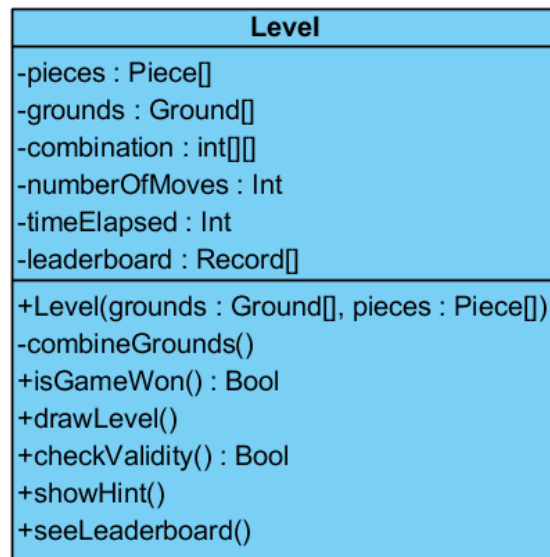 Level
-pieces : Piece[]
-grounds : Ground[]
-combination : int[][]
-numberOfMoves : Int
-timeElapsed : Int
-leaderboard : Record[]
+Level(grounds : Ground[], pieces : Piece[])
-combineGrounds()
+isGameWon() : Bool
+drawLevel()
+checkValidity() : Bool
+showHint()
+seeLeaderboard()